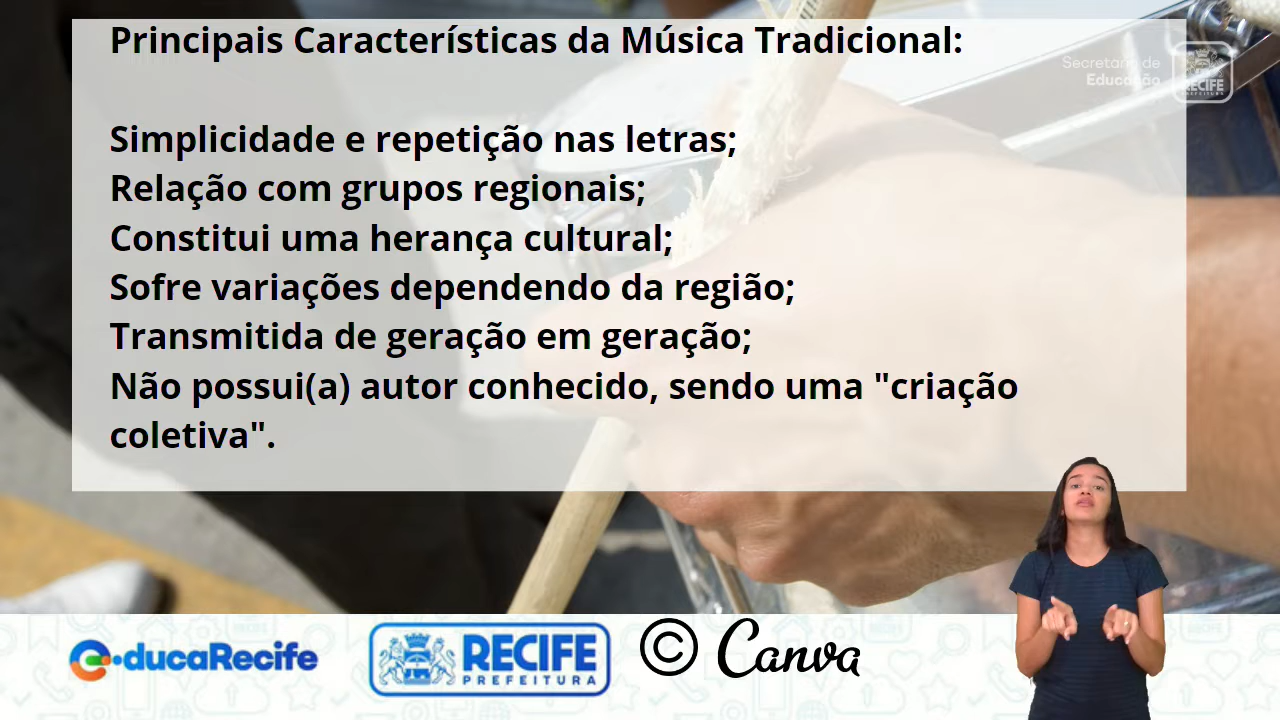 Principais Características da Música Tradicional:
Secretaria de
Educação
RECIFE
PREFEITURA
Simplicidade e repetição nas letras;
Relação com grupos regionais;
Constitui uma herança cultural;
Sofre variações dependendo da região;
Transmitida de geração em geração;
Não possui(a) autor conhecido, sendo uma "criação
coletiva".
ducaRecife
RECIFE
PREFEITURA
© Canva